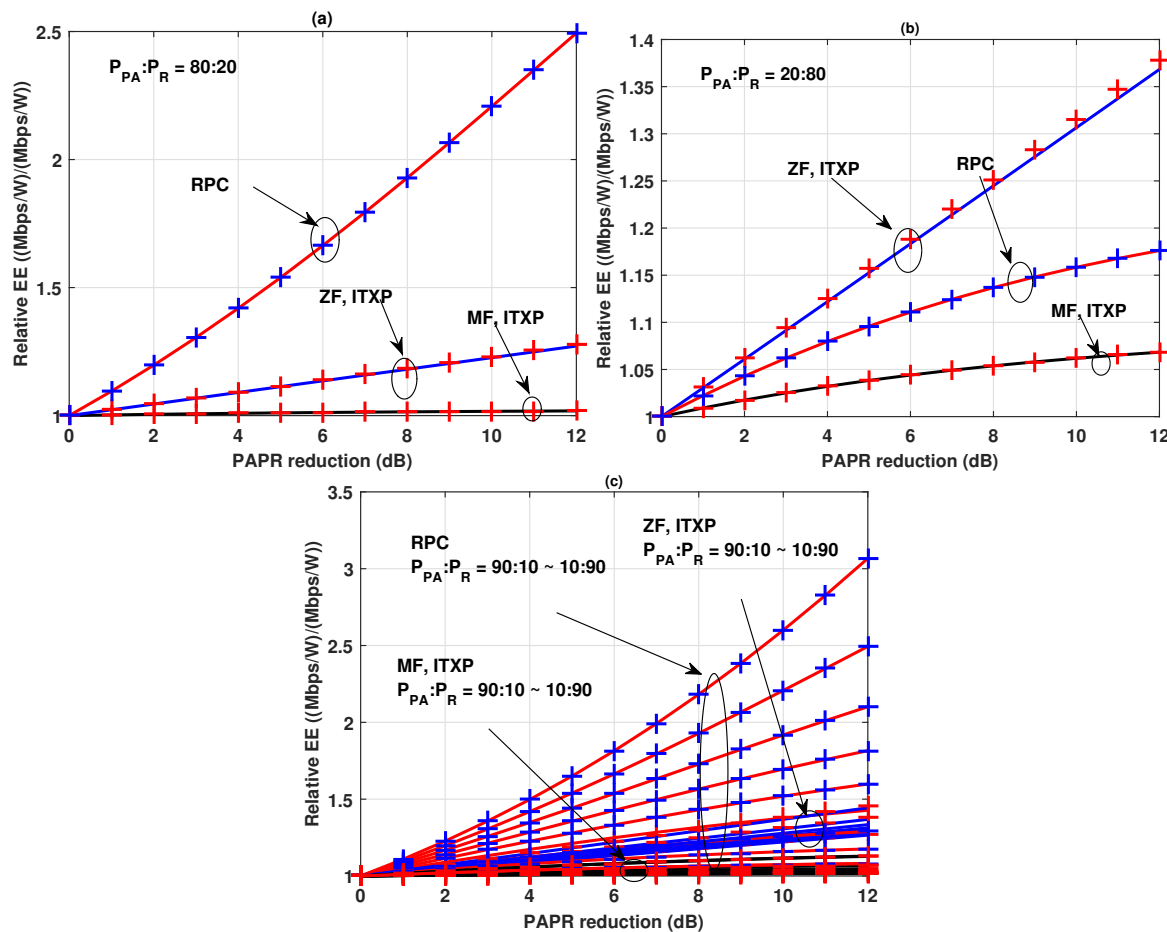 (a)
Relative EE ((Mbps/W)/(Mbps/W))
2.5
2
1.5
1
P_PA:P_R = 80:20
RPC
ZF, ITXP
MF, ITXP
0 2 4 6 8 10 12
PAPR reduction (dB)
(b)
Relative EE ((Mbps/W)/(Mbps/W))
1.4
1.35
1.3
1.25
1.2
1.15
1.1
1.05
1
P_PA:P_R = 20:80
ZF, ITXP
RPC
MF, ITXP
0 2 4 6 8 10 12
PAPR reduction (dB)
(c)
Relative EE ((Mbps/W)/(Mbps/W))
3.5
3
2.5
2
1.5
1
RPC
P_PA:P_R = 90:10 ~ 10:90
ZF, ITXP
P_PA:P_R = 90:10 ~ 10:90
MF, ITXP
P_PA:P_R = 90:10 ~ 10:90
0 2 4 6 8 10 12
PAPR reduction (dB)